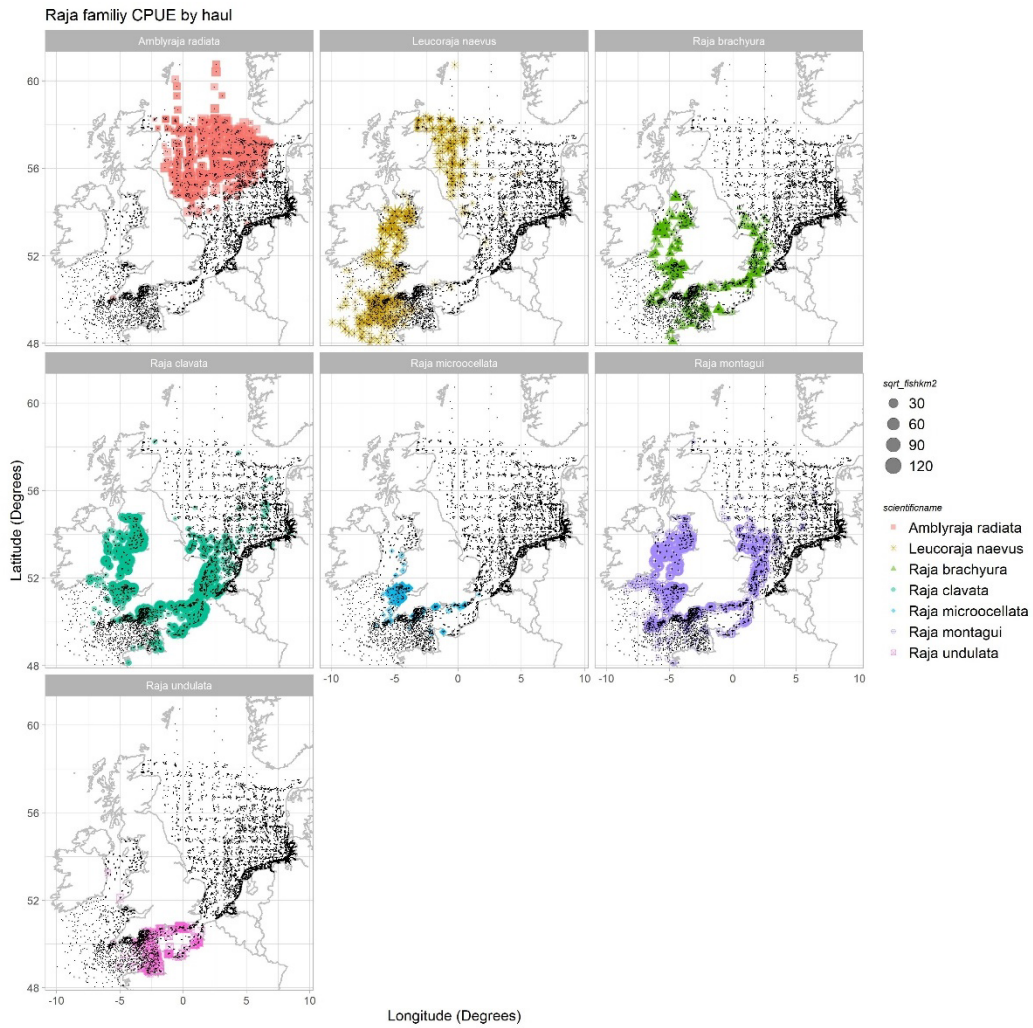 Raja familiy CPUE by haul
Amblyraja radiata
Leucoraja naevus
Raja brachyura
60
56
52
48
Raja clavata
Raja microocellata
Raja montagui
60
56
52
48
-10
-5
0
5
10
-10
-5
0
5
10
Raja undulata
60
56
52
48
-10
-5
0
5
10
Latitude (Degrees)
Longitude (Degrees)
sqrt_fishkm2
30
60
90
120
scientificname
Amblyraja radiata
Leucoraja naevus
Raja brachyura
Raja clavata
Raja microocellata
Raja montagui
Raja undulata